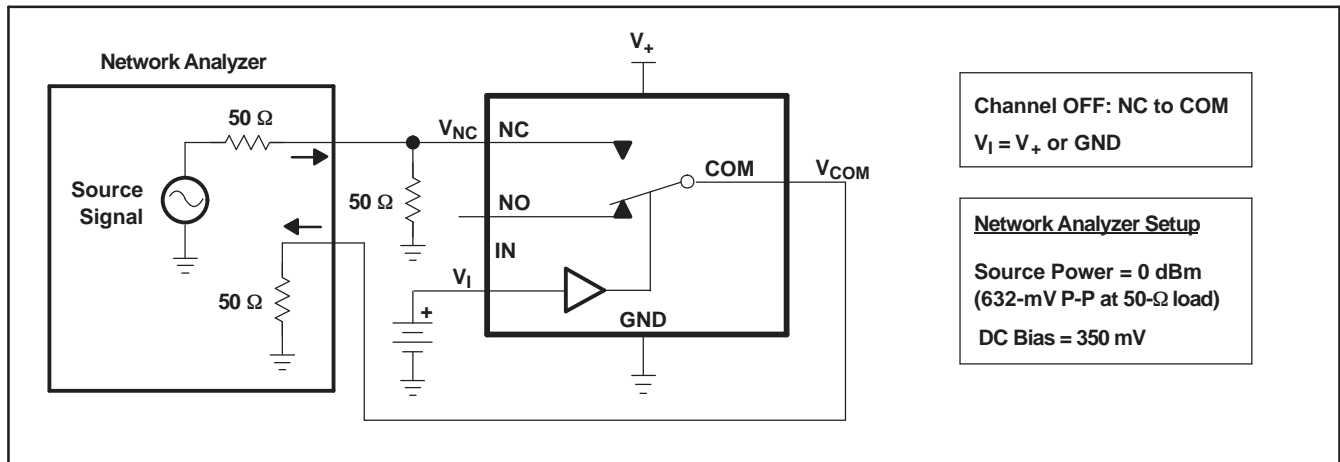 Network Analyzer
50 Ω
Source
Signal
50 Ω
50 Ω
V+
VNC
NC
NO
IN
VI
+
GND
COM
VCOM
Channel OFF: NC to COM
VI = V+ or GND
Network Analyzer Setup
Source Power = 0 dBm
(632-mV P-P at 50-Ω load)
DC Bias = 350 mV